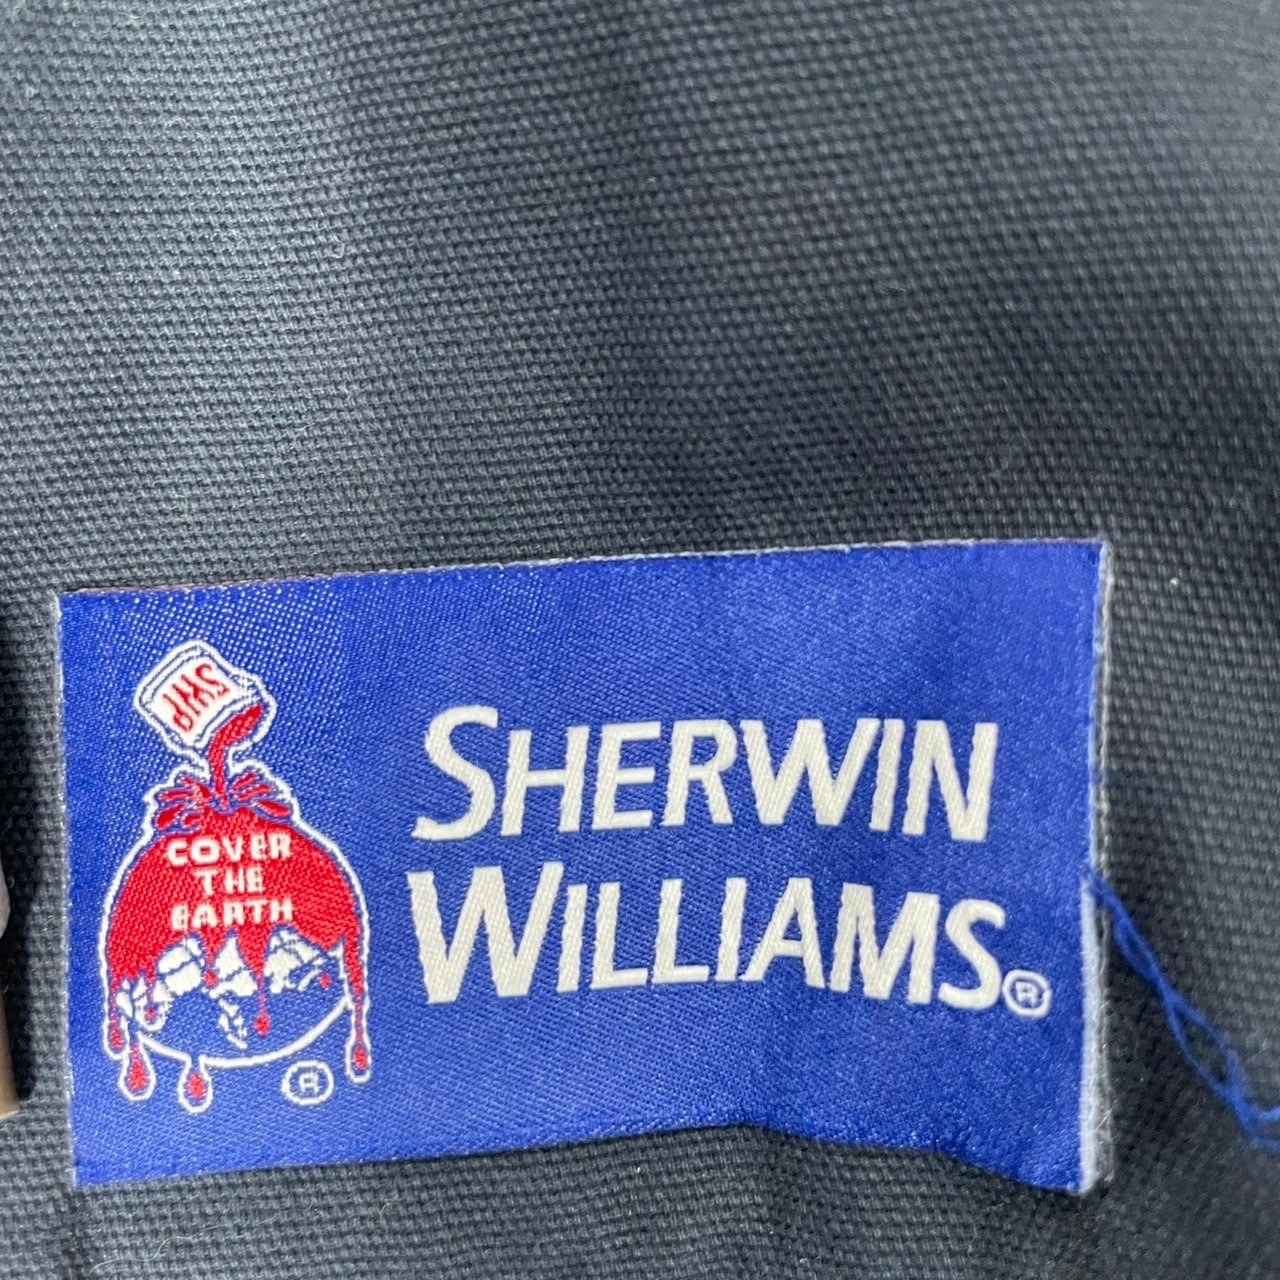 SWP
COVER
THE
EARTH
®
SHERWIN
WILLIAMS®